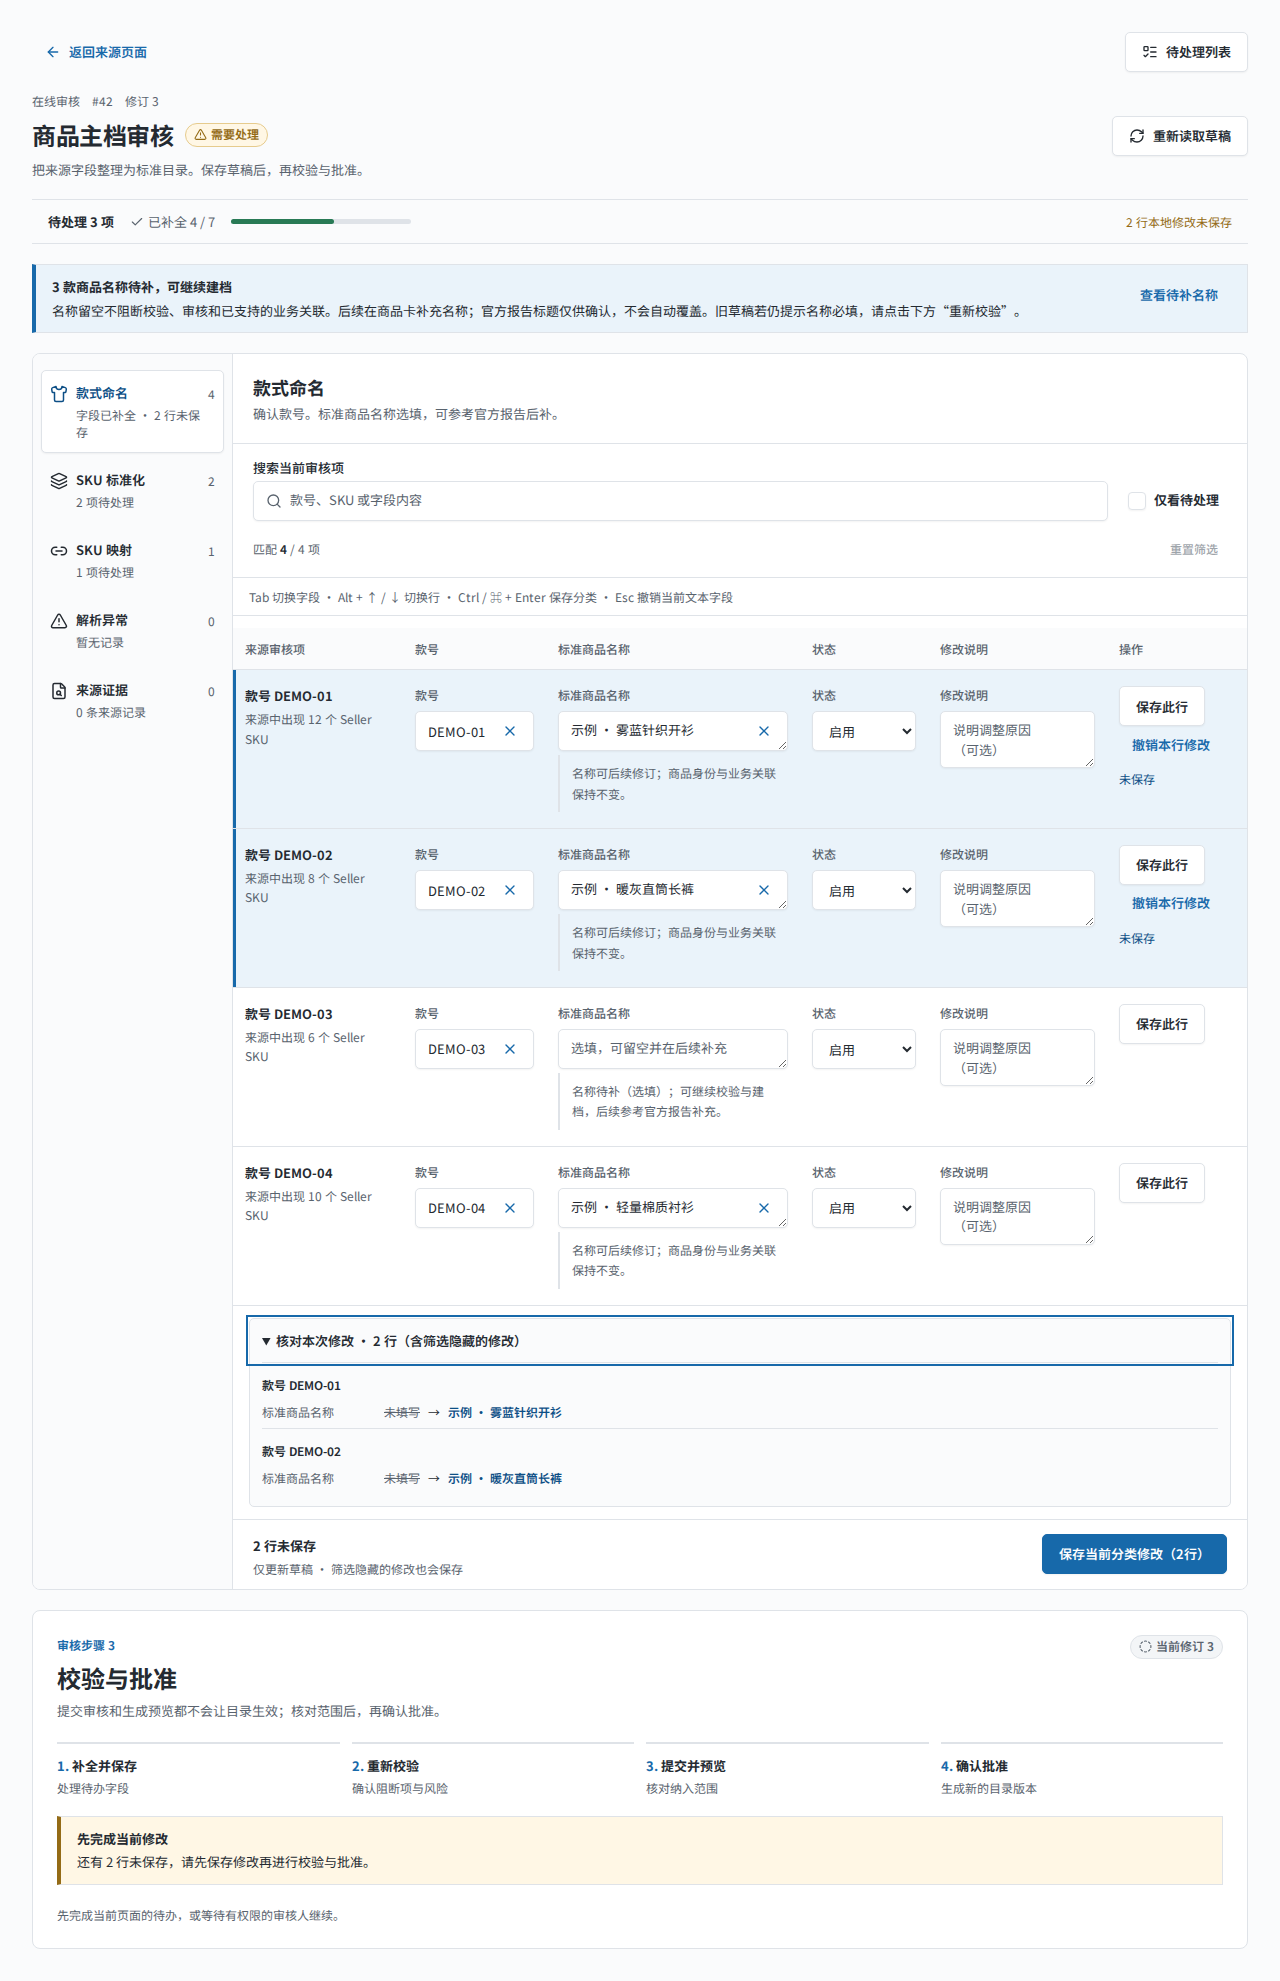 返回来源页面
待处理列表
在线审核 #42 修订 3
商品主档审核 需要处理
重新读取草稿
把来源字段整理为标准目录。保存草稿后，再校验与批准。
待处理 3 项 已补全 4 / 7
2 行本地修改未保存
3 款商品名称待补，可继续建档
名称留空不阻断校验、审核和已支持的业务关联。后续在商品卡补充名称；官方报告标题仅供确认，不会自动覆盖。旧草稿若仍提示名称必填，请点击下方“重新校验”。
查看待补名称
款式命名 4
字段已补全 · 2 行未保
存
SKU 标准化 2
2 项待处理
SKU 映射 1
1 项待处理
解析异常 0
暂无记录
来源证据 0
0 条来源记录
款式命名
确认款号。标准商品名称选填，可参考官方报告后补。
搜索当前审核项
款号、SKU 或字段内容
仅看待处理
匹配 4 / 4 项
重置筛选
Tab 切换字段 · Alt + ↑ / ↓ 切换行 · Ctrl / ⌘ + Enter 保存分类 · Esc 撤销当前文本字段
来源审核项 款号 标准商品名称 状态 修改说明 操作
款号 DEMO-01
来源中出现 12 个 Seller
SKU
款号
DEMO-01
标准商品名称
示例 · 雾蓝针织开衫
名称可后续修订；商品身份与业务关联
保持不变。
状态
启用
修改说明
说明调整原因
（可选）
保存此行
撤销本行修改
未保存
款号 DEMO-02
来源中出现 8 个 Seller
SKU
款号
DEMO-02
标准商品名称
示例 · 暖灰直筒长裤
名称可后续修订；商品身份与业务关联
保持不变。
状态
启用
修改说明
说明调整原因
（可选）
保存此行
撤销本行修改
未保存
款号 DEMO-03
来源中出现 6 个 Seller
SKU
款号
DEMO-03
标准商品名称
选填，可留空并在后续补充
名称待补（选填）；可继续校验与建
档，后续参考官方报告补充。
状态
启用
修改说明
说明调整原因
（可选）
保存此行
款号 DEMO-04
来源中出现 10 个 Seller
SKU
款号
DEMO-04
标准商品名称
示例 · 轻量棉质衬衫
名称可后续修订；商品身份与业务关联
保持不变。
状态
启用
修改说明
说明调整原因
（可选）
保存此行
▼ 核对本次修改 · 2 行（含筛选隐藏的修改）
款号 DEMO-01
标准商品名称 未填写 → 示例 · 雾蓝针织开衫
款号 DEMO-02
标准商品名称 未填写 → 示例 · 暖灰直筒长裤
2 行未保存
仅更新草稿 · 筛选隐藏的修改也会保存
保存当前分类修改（2行）
审核步骤 3
当前修订 3
校验与批准
提交审核和生成预览都不会让目录生效；核对范围后，再确认批准。
1. 补全并保存
处理待办字段
2. 重新校验
确认阻断项与风险
3. 提交并预览
核对纳入范围
4. 确认批准
生成新的目录版本
先完成当前修改
还有 2 行未保存，请先保存修改再进行校验与批准。
先完成当前页面的待办，或等待有权限的审核人继续。